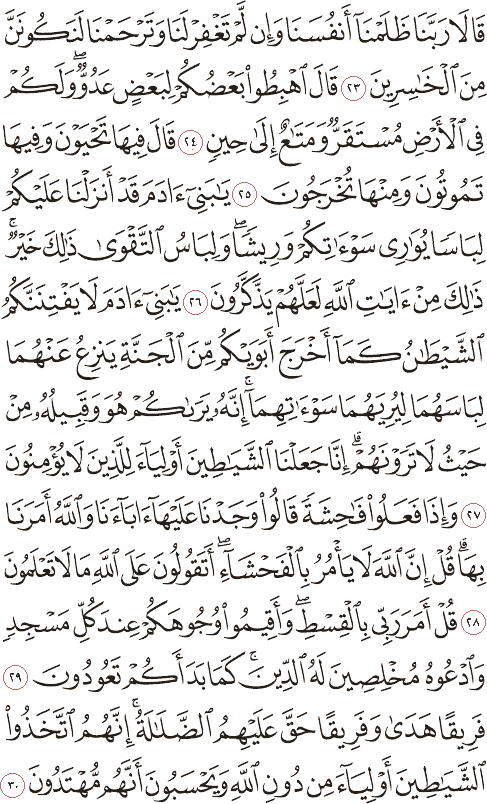 قَالَا رَبَّنَا ظَلَمْنَآ أَنفُسَنَا وَإِن لَّمْ تَغْفِرْ لَنَا وَتَرْحَمْنَا لَنَكُونَنَّ
مِنَ ٱلْخَٰسِرِينَ ٢٣ قَالَ ٱهْبِطُوا۟ بَعْضُكُمْ لِبَعْضٍ عَدُوٌّۖ وَلَكُمْ
فِى ٱلْأَرْضِ مُسْتَقَرٌّ وَمَتَٰعٌ إِلَىٰ حِينٍ ٢٤ قَالَ فِيهَا تَحْيَوْنَ وَفِيهَا
تَمُوتُونَ وَمِنْهَا تُخْرَجُونَ ٢٥ يَٰبَنِىٓ ءَادَمَ قَدْ أَنزَلْنَا عَلَيْكُمْ
لِبَاسًا يُوَٰرِى سَوْءَٰتِكُمْ وَرِيشًاۖ وَلِبَاسُ ٱلتَّقْوَىٰ ذَٰلِكَ خَيْرٌۚ
ذَٰلِكَ مِنْ ءَايَٰتِ ٱللَّهِ لَعَلَّهُمْ يَذَّكَّرُونَ ٢٦ يَٰبَنِىٓ ءَادَمَ لَا يَفْتِنَنَّكُمُ
ٱلشَّيْطَٰنُ كَمَآ أَخْرَجَ أَبَوَيْكُم مِّنَ ٱلْجَنَّةِ يَنزِعُ عَنْهُمَا
لِبَاسَهُمَا لِيُرِيَهُمَا سَوْءَٰتِهِمَآۚ إِنَّهُۥ يَرَىٰكُمْ هُوَ وَقَبِيلُهُۥ مِنْ
حَيْثُ لَا تَرَوْنَهُمْۗ إِنَّا جَعَلْنَا ٱلشَّيَٰطِينَ أَوْلِيَآءَ لِلَّذِينَ لَا يُؤْمِنُونَ
٢٧ وَإِذَا فَعَلُوا۟ فَٰحِشَةً قَالُوا۟ وَجَدْنَا عَلَيْهَآ ءَابَآءَنَا وَٱللَّهُ أَمَرَنَا
بِهَاۗ قُلْ إِنَّ ٱللَّهَ لَا يَأْمُرُ بِٱلْفَحْشَآءِۖ أَتَقُولُونَ عَلَى ٱللَّهِ مَا لَا تَعْلَمُونَ
٢٨ قُلْ أَمَرَ رَبِّى بِٱلْقِسْطِۖ وَأَقِيمُوا۟ وُجُوهَكُمْ عِندَ كُلِّ مَسْجِدٍ
وَٱدْعُوهُ مُخْلِصِينَ لَهُ ٱلدِّينَۚ كَمَا بَدَأَكُمْ تَعُودُونَ ٢٩
فَرِيقًا هَدَىٰ وَفَرِيقًا حَقَّ عَلَيْهِمُ ٱلضَّلَٰلَةُۚ إِنَّهُمُ ٱتَّخَذُوا۟
ٱلشَّيَٰطِينَ أَوْلِيَآءَ مِن دُونِ ٱللَّهِ وَيَحْسَبُونَ أَنَّهُم مُّهْتَدُونَ ٣٠